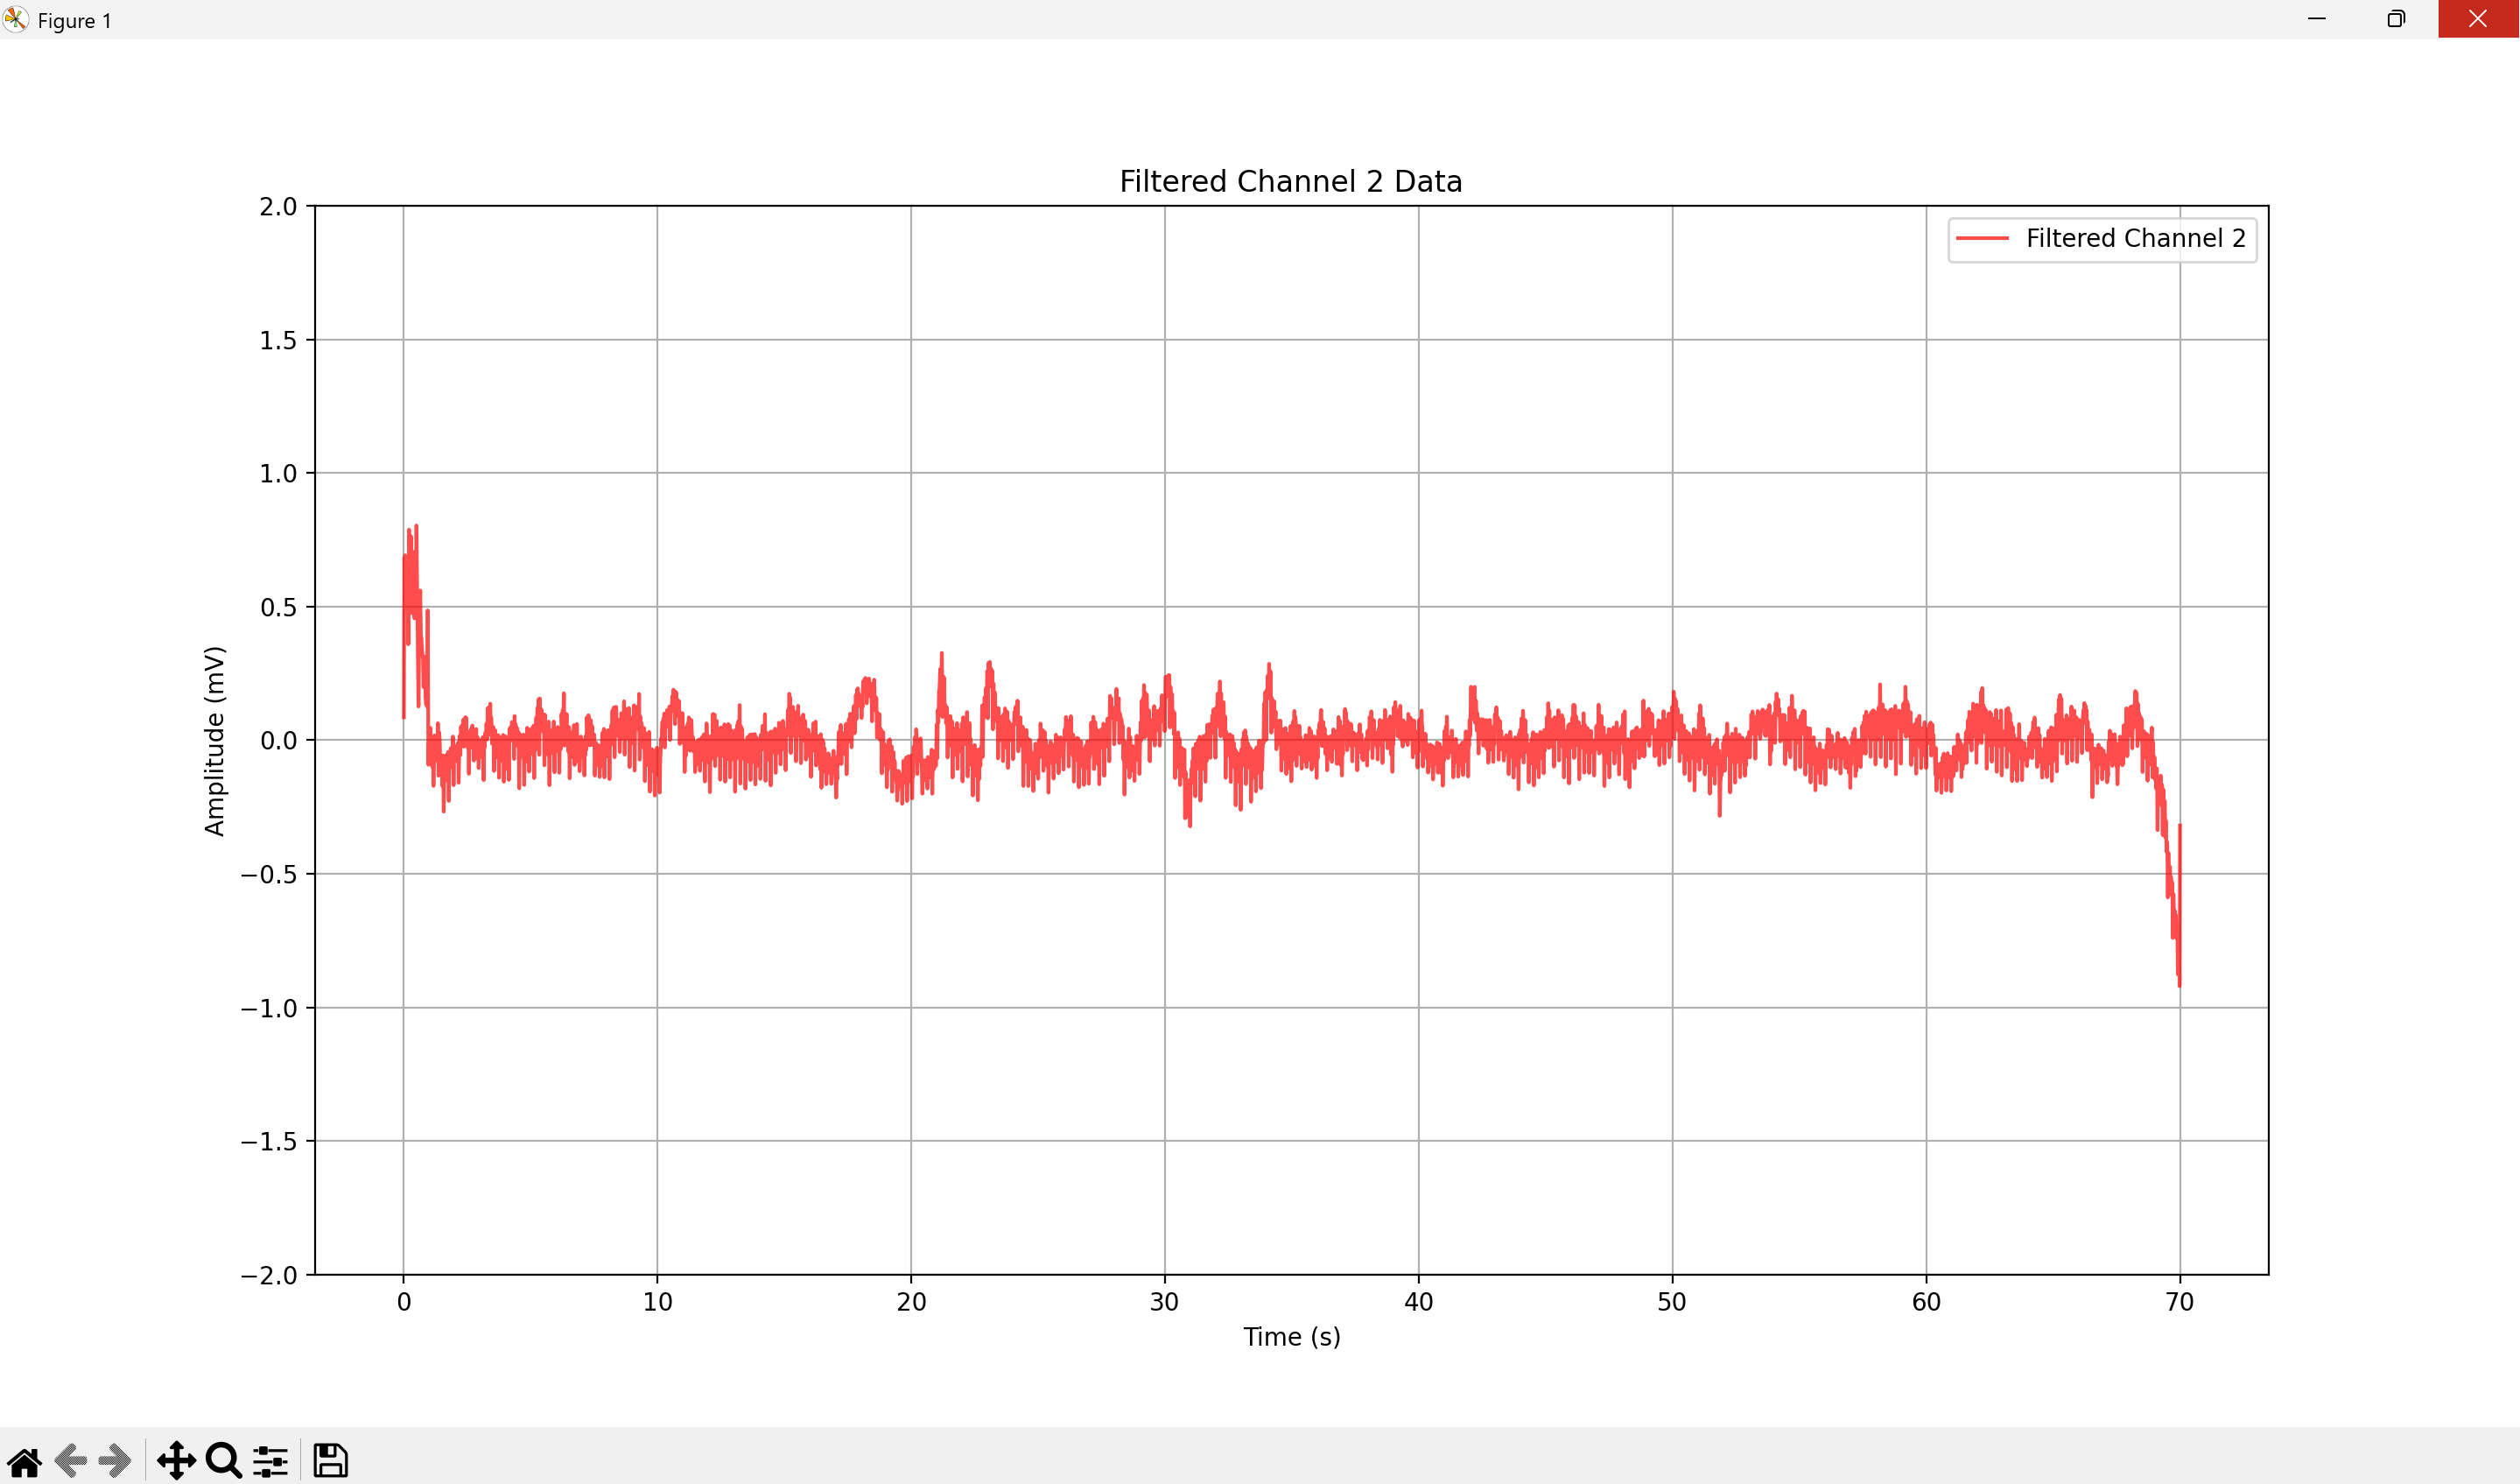 Figure 1
Filtered Channel 2 Data
Filtered Channel 2
2.0
1.5
1.0
0.5
0.0
−0.5
−1.0
−1.5
−2.0
Amplitude (mV)
0 10 20 30 40 50 60 70
Time (s)